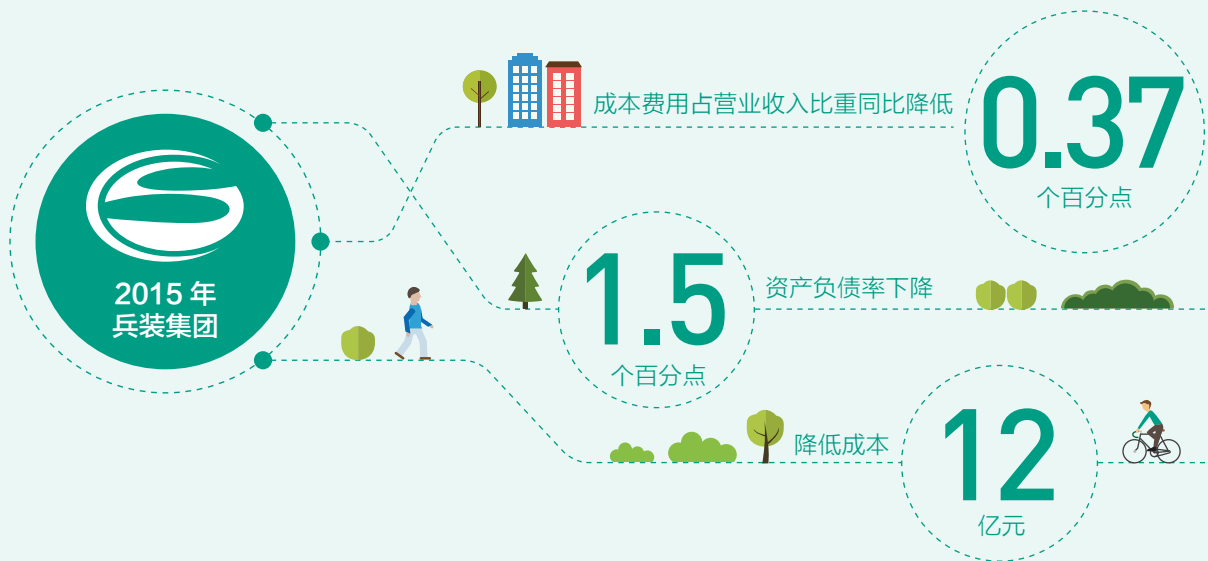 2015 年
兵装集团
成本费用占营业收入比重同比降低
0.37
个百分点
1.5
个百分点
资产负债率下降
降低成本
12
亿元